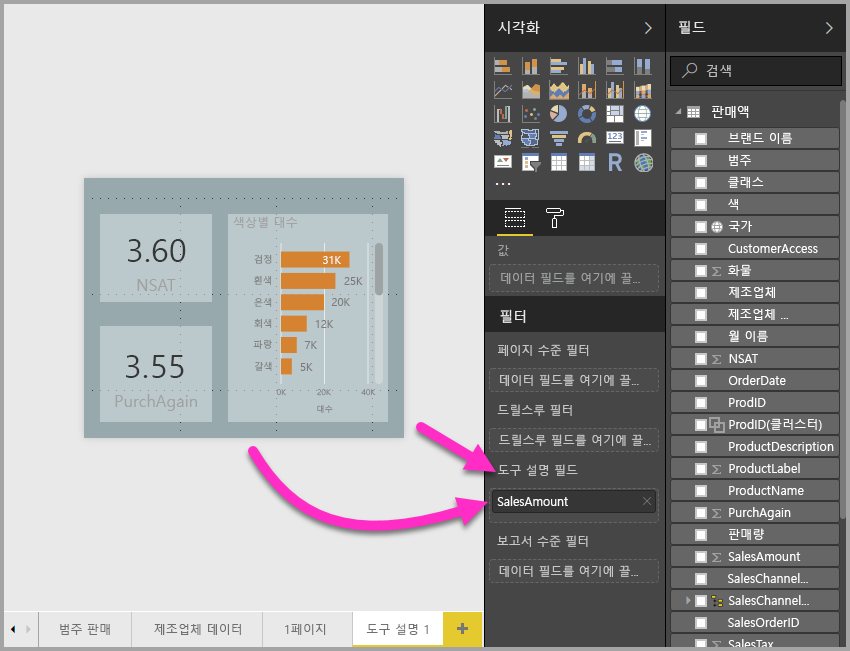 색상별 대수
3.60
NSAT
3.55
PurchAgain
검정
31K
흰색
25K
은색
20K
회색
12K
파랑
7K
갈색
5K
0K
20K
40K
대수
범주 판매
제조업체 데이터
1페이지
도구 설명 1
+
시각화
123
R
...
값
데이터 필드를 여기에 끌...
필터
페이지 수준 필터
데이터 필드를 여기에 끌...
드릴스루 필터
드릴스루 필드를 여기에 끌...
도구 설명 필드
SalesAmount
보고서 수준 필터
데이터 필드를 여기에 끌...
필드
검색
판매액
브랜드 이름
범주
클래스
색
국가
CustomerAccess
Σ 화물
제조업체
제조업체 ...
월 이름
Σ NSAT
OrderDate
ProdID
ProdID(클러스터)
ProductDescription
Σ ProductLabel
ProductName
Σ PurchAgain
판매량
Σ SalesAmount
SalesChannel...
SalesChannel...
SalesOrderID
Σ SalesTax